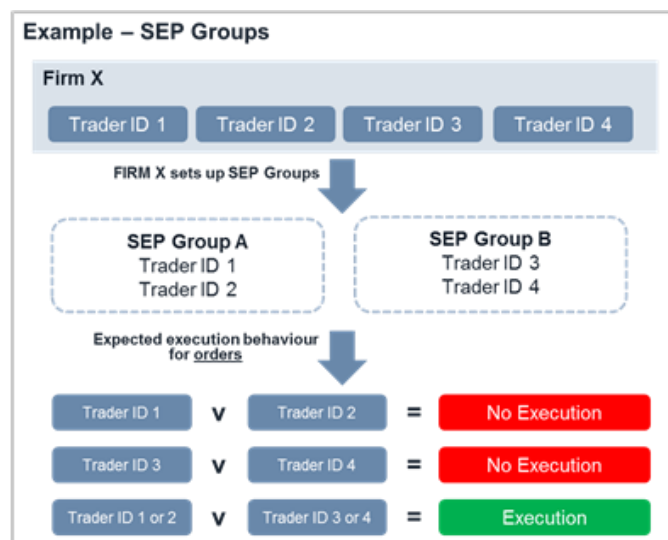 Example – SEP Groups
Firm X
Trader ID 1 Trader ID 2 Trader ID 3 Trader ID 4
FIRM X sets up SEP Groups
SEP Group A
Trader ID 1
Trader ID 2
SEP Group B
Trader ID 3
Trader ID 4
Expected execution behaviour
for orders
Trader ID 1 v Trader ID 2 = No Execution
Trader ID 3 v Trader ID 4 = No Execution
Trader ID 1 or 2 v Trader ID 3 or 4 = Execution